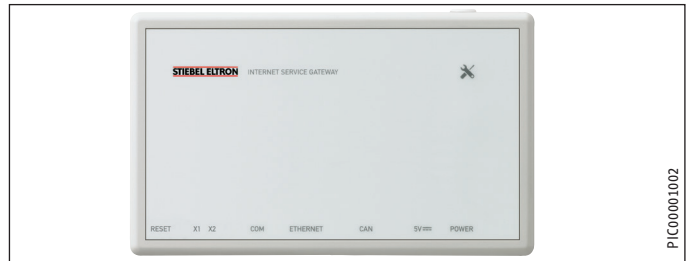 STIEBEL ELTRON INTERNET SERVICE GATEWAY
RESET X1 X2 COM ETHERNET CAN 5V⎓ POWER
PIC00001002